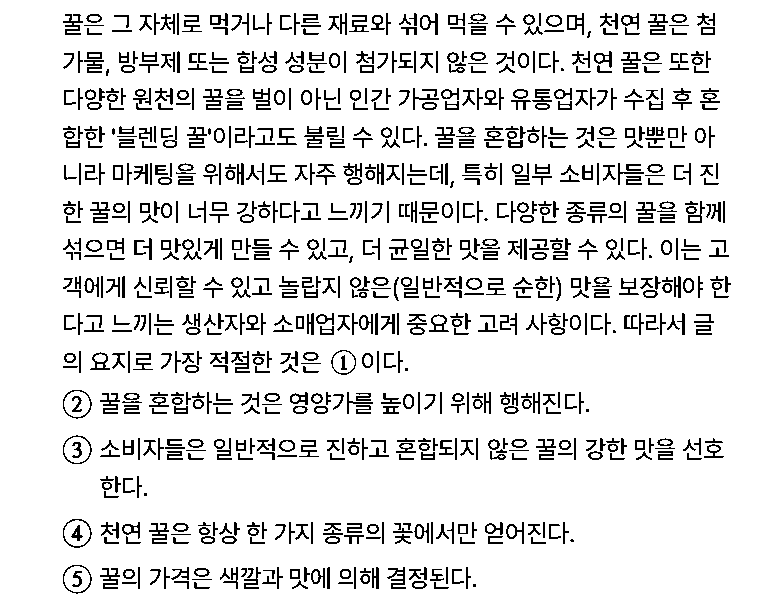 꿀은 그 자체로 먹거나 다른 재료와 섞어 먹을 수 있으며, 천연 꿀은 첨
가물, 방부제 또는 합성 성분이 첨가되지 않은 것이다. 천연 꿀은 또한
다양한 원천의 꿀을 벌이 아닌 인간 가공업자와 유통업자가 수집 후 혼
합한 '블렌딩 꿀'이라고도 불릴 수 있다. 꿀을 혼합하는 것은 맛뿐만 아
니라 마케팅을 위해서도 자주 행해지는데, 특히 일부 소비자들은 더 진
한 꿀의 맛이 너무 강하다고 느끼기 때문이다. 다양한 종류의 꿀을 함께
섞으면 더 맛있게 만들 수 있고, 더 균일한 맛을 제공할 수 있다. 이는 고
객에게 신뢰할 수 있고 놀랍지 않은(일반적으로 순한) 맛을 보장해야 한
다고 느끼는 생산자와 소매업자에게 중요한 고려 사항이다. 따라서 글
의 요지로 가장 적절한 것은 ①이다.
② 꿀을 혼합하는 것은 영양가를 높이기 위해 행해진다.
③ 소비자들은 일반적으로 진하고 혼합되지 않은 꿀의 강한 맛을 선호
한다.
④ 천연 꿀은 항상 한 가지 종류의 꽃에서만 얻어진다.
⑤ 꿀의 가격은 색깔과 맛에 의해 결정된다.